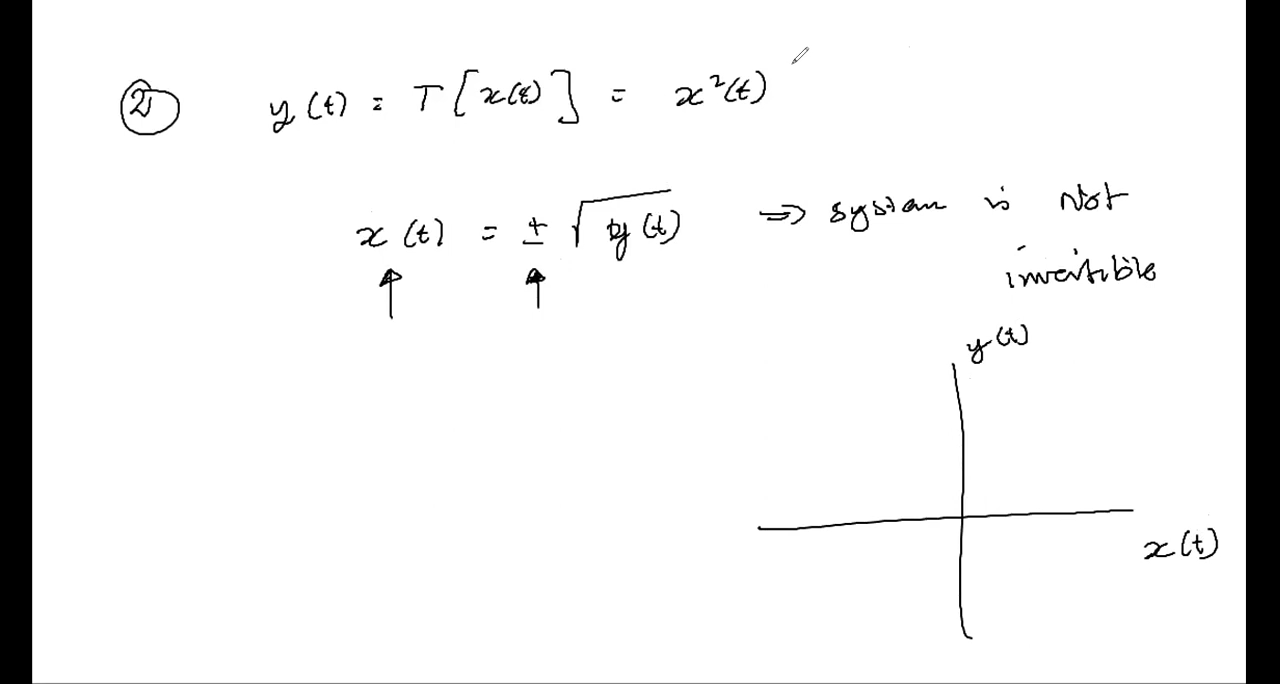 2) y(t) = T[x(t)] = x²(t)
x(t) = ± √y(t) ⇒ system is Not
invertible
y(t)
x(t)